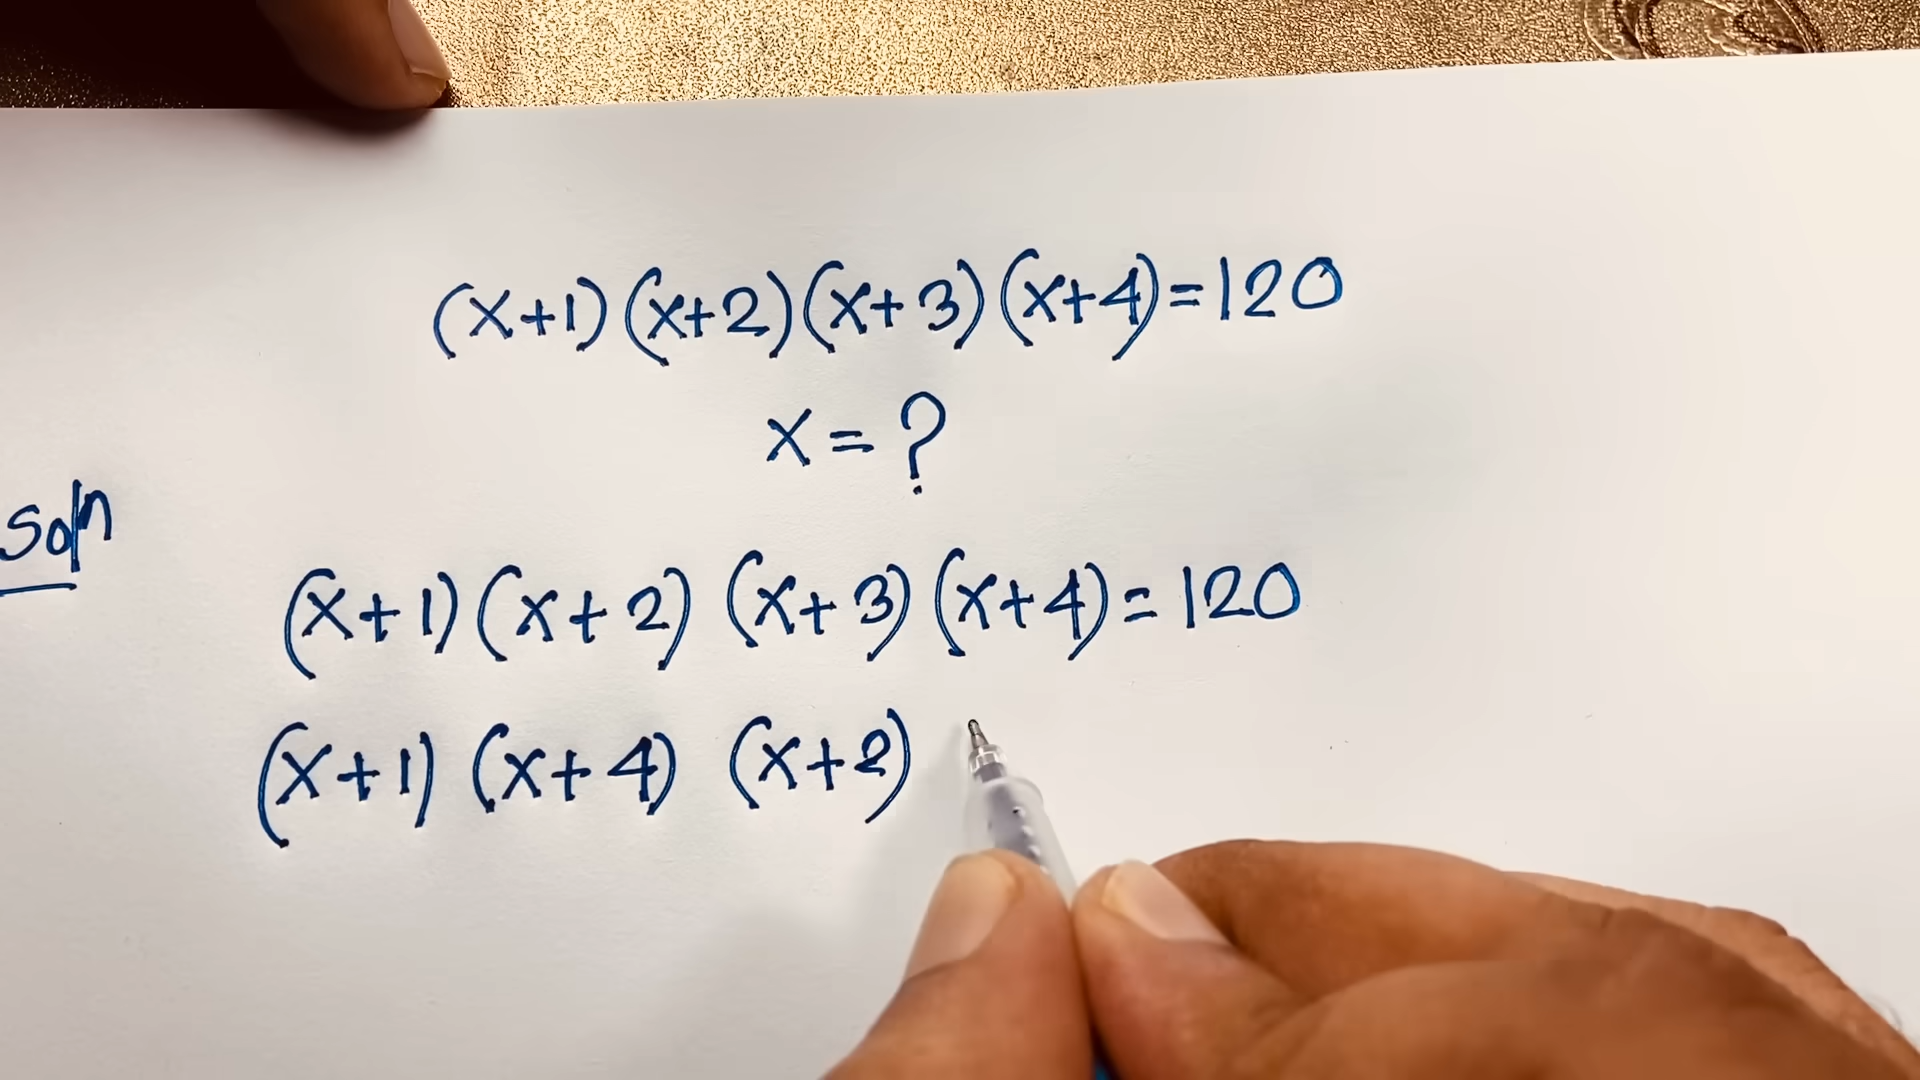 (x+1)(x+2)(x+3)(x+4)=120
x=?
Soln
(x+1)(x+2)(x+3)(x+4)=120
(x+1)(x+4)(x+2)